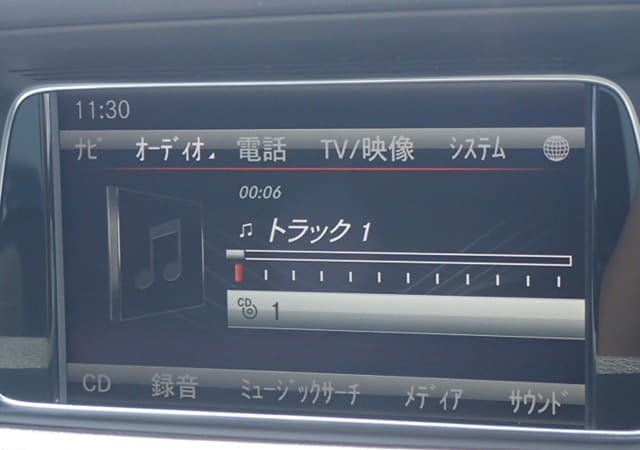 11:30
ナビ オーディオ 電話 TV/映像 システム
00:06
トラック 1
CD 1
CD 録音 ミュージックサーチ メディア サウンド